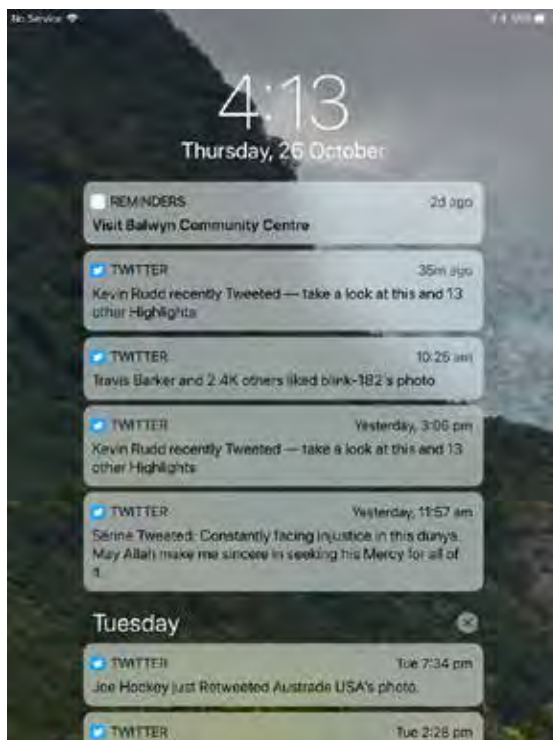 No Service
4:13
Thursday, 26 October
REMINDERS 2d ago
Visit Balwyn Community Centre
TWITTER 35m ago
Kevin Rudd recently Tweeted — take a look at this and 13
other Highlights
TWITTER 10:25 am
Travis Barker and 2.4K others liked blink-182's photo
TWITTER Yesterday, 3:06 pm
Kevin Rudd recently Tweeted — take a look at this and 13
other Highlights
TWITTER Yesterday, 11:57 am
Serine Tweeted: Constantly facing injustice in this dunya.
May Allah make me sincere in seeking his Mercy for all of
Tuesday
TWITTER Tue 7:34 pm
Joe Hockey just Retweeted Austrade USA's photo.
TWITTER Tue 2:28 pm